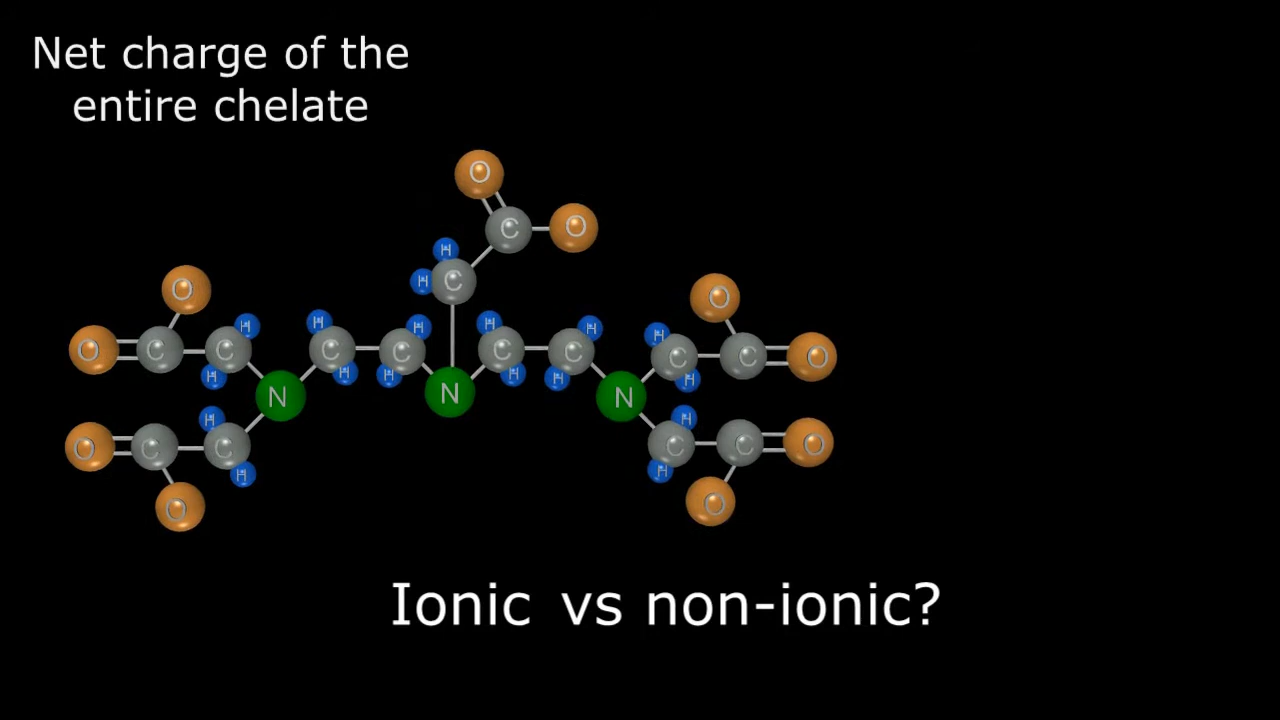 Net charge of the
entire chelate
O
C O
H
H C
O O
H H H H H H
O C C C C C C C C O
H H H H H H
N N N
H H
O C C C C O
H H
O O
Ionic vs non-ionic?